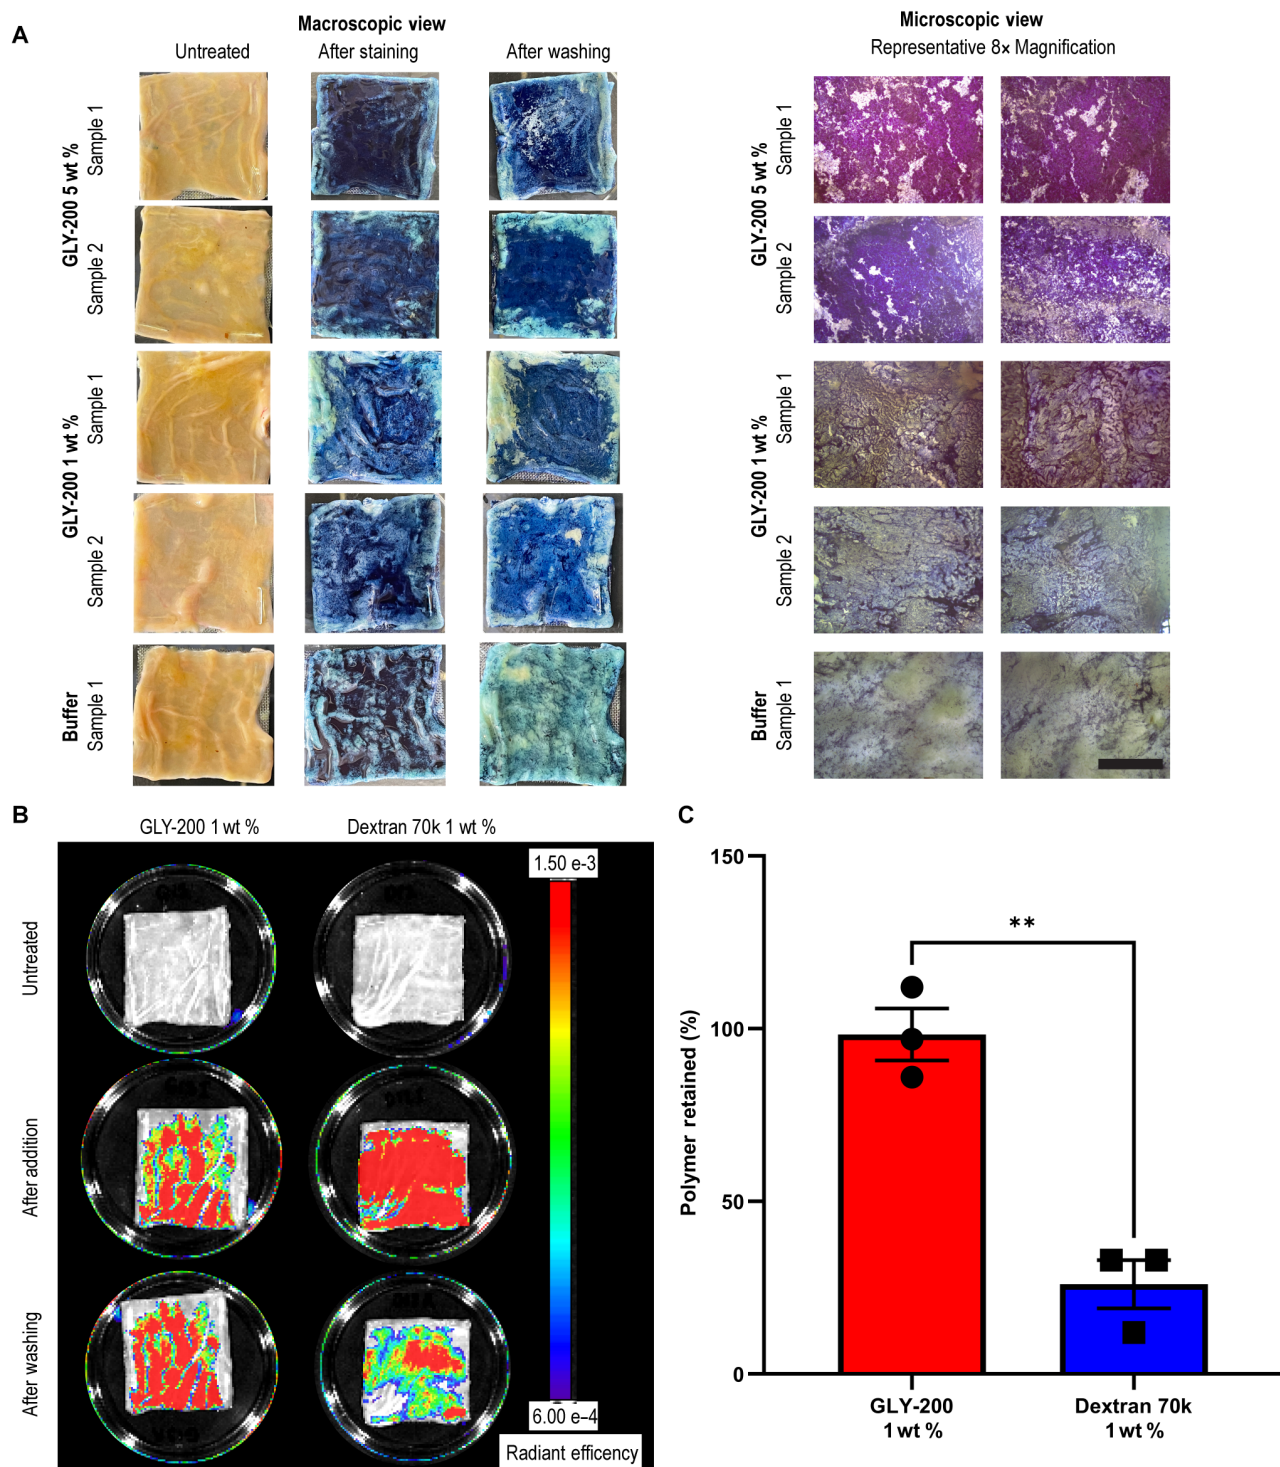 A
Macroscopic view
Untreated
After staining
After washing
Microscopic view
Representative 8× Magnification
GLY-200 5 wt %
Sample 1
Sample 2
GLY-200 1 wt %
Sample 1
Sample 2
Buffer
Sample 1
GLY-200 5 wt %
Sample 1
Sample 2
GLY-200 1 wt %
Sample 1
Sample 2
Buffer
Sample 1
B
GLY-200 1 wt %
Dextran 70k 1 wt %
Untreated
After addition
After washing
1.50 e-3
6.00 e–4
Radiant efficency
C
Polymer retained (%)
150
100
50
0
**
GLY-200
1 wt %
Dextran 70k
1 wt %